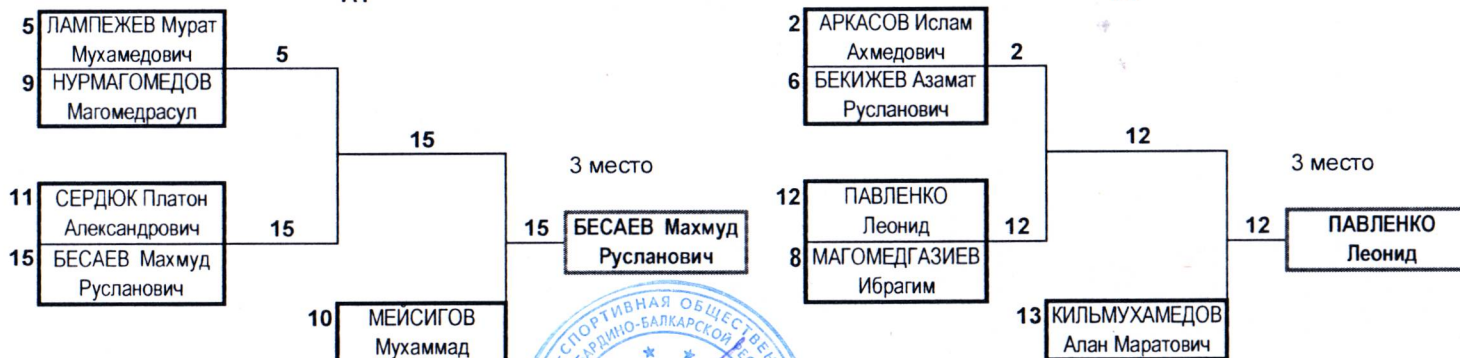 5 ЛАМПЕЖЕВ Мурат
Мухамедович
5
9 НУРМАГОМЕДОВ
Магомедрасул
15
3 место
11 СЕРДЮК Платон
Александрович
15
15 БЕСАЕВ Махмуд
Русланович
15 БЕСАЕВ Махмуд
Русланович
10 МЕЙСИГОВ
Мухаммад
2 АРКАСОВ Ислам
Ахмедович
2
6 БЕКИЖЕВ Азамат
Русланович
12
3 место
12 ПАВЛЕНКО
Леонид
12
8 МАГОМЕДГАЗИЕВ
Ибрагим
12 ПАВЛЕНКО
Леонид
13 КИЛЬМУХАМЕДОВ
Алан Маратович